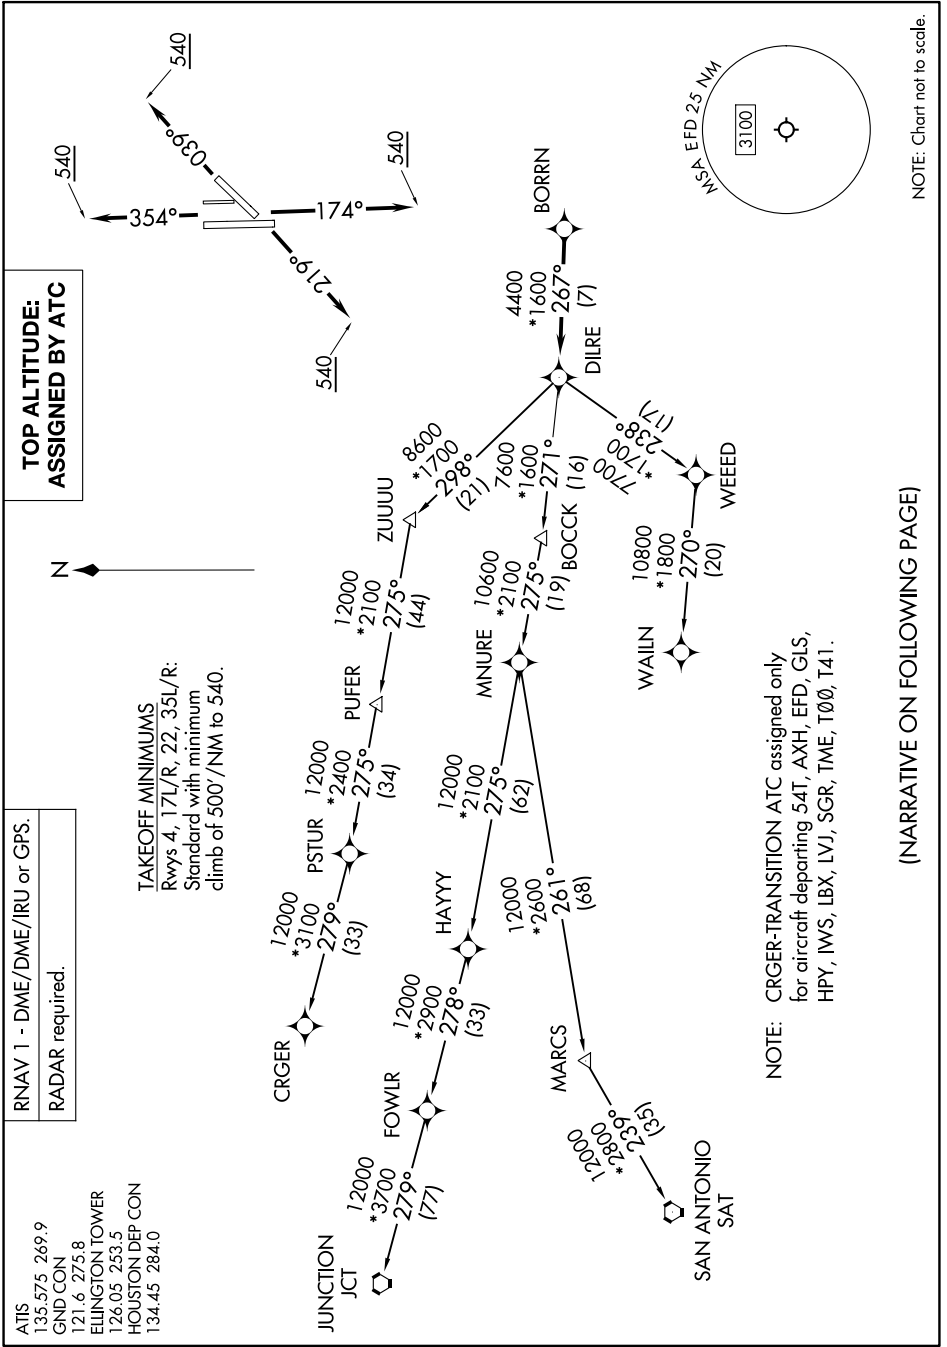 ATIS
135.575 269.9
GND CON
121.6 275.8
ELLINGTON TOWER
126.05 253.5
HOUSTON DEP CON
134.45 284.0
RNAV 1 - DME/DME/IRU or GPS.
RADAR required.
TOP ALTITUDE:
ASSIGNED BY ATC
TAKEOFF MINIMUMS
Rwys 4, 17L/R, 22, 35L/R:
Standard with minimum
climb of 500'/NM to 540.
N
540
354°
540
039°
540
174°
540
219°
JUNCTION
JCT
12000
*3700
279°
(77)
FOWLR
12000
*2900
278°
(33)
HAYYY
12000
*2100
275°
(62)
MNURE
10600
*2100
275°
(19)
BOCCK
7600
*1600
271°
(16)
CRGER
12000
*3100
279°
(33)
PSTUR
12000
*2400
275°
(34)
PUFER
12000
*2100
275°
(44)
ZUUUU
8600
*1700
298°
(21)
DILRE
4400
*1600
267°
(7)
BORRN
SAN ANTONIO
SAT
12000
*2800
239°
(35)
MARCS
12000
*2600
261°
(68)
WAILN
10800
*1800
270°
(20)
WEEED
7700
*1700
238°
(17)
MSA EFD 25 NM
3100
NOTE: CRGER-TRANSITION ATC assigned only
for aircraft departing 54T, AXH, EFD, GLS,
HPY, IWS, LBX, LVJ, SGR, TME, TØØ, T41.
(NARRATIVE ON FOLLOWING PAGE)
NOTE: Chart not to scale.